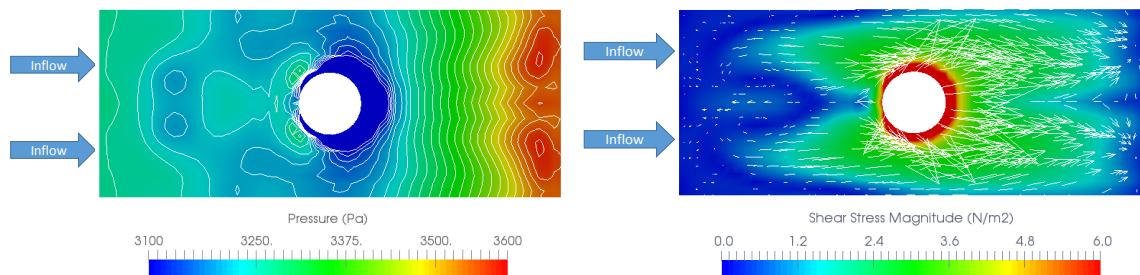 Inflow
Inflow
Pressure (Pa)
3100 3250. 3375. 3500. 3600
Inflow
Inflow
Shear Stress Magnitude (N/m2)
0.0 1.2 2.4 3.6 4.8 6.0